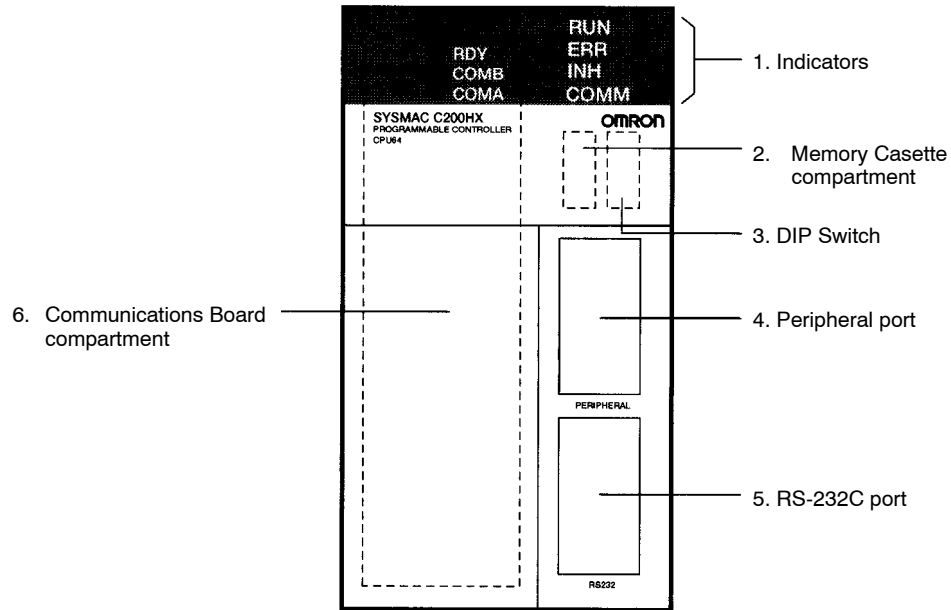 RUN
ERR
INH
COMM
RDY
COMB
COMA
1. Indicators
SYSMAC C200HX
PROGRAMMABLE CONTROLLER
CPU64
OMRON
2. Memory Casette
compartment
3. DIP Switch
4. Peripheral port
PERIPHERAL
5. RS-232C port
RS232
6. Communications Board
compartment